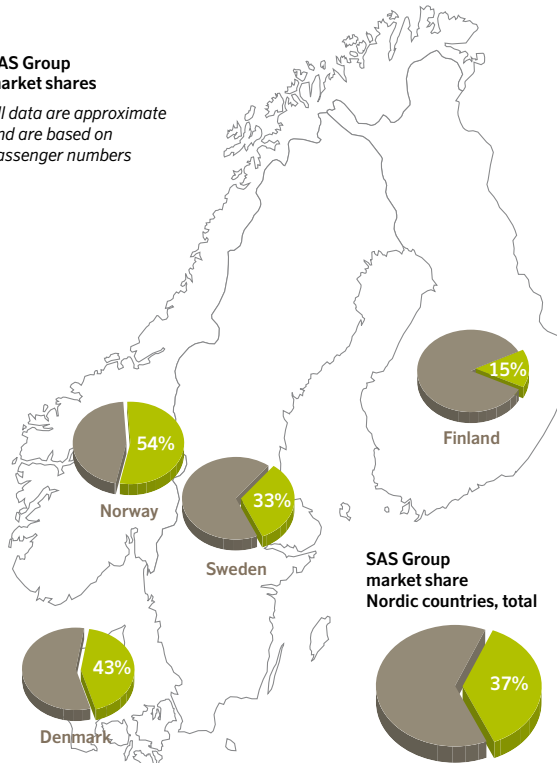 AS Group
arket shares
ll data are approximate
nd are based on
assenger numbers
15%
Finland
54%
Norway
33%
Sweden
SAS Group
market share
Nordic countries, total
43%
Denmark
37%